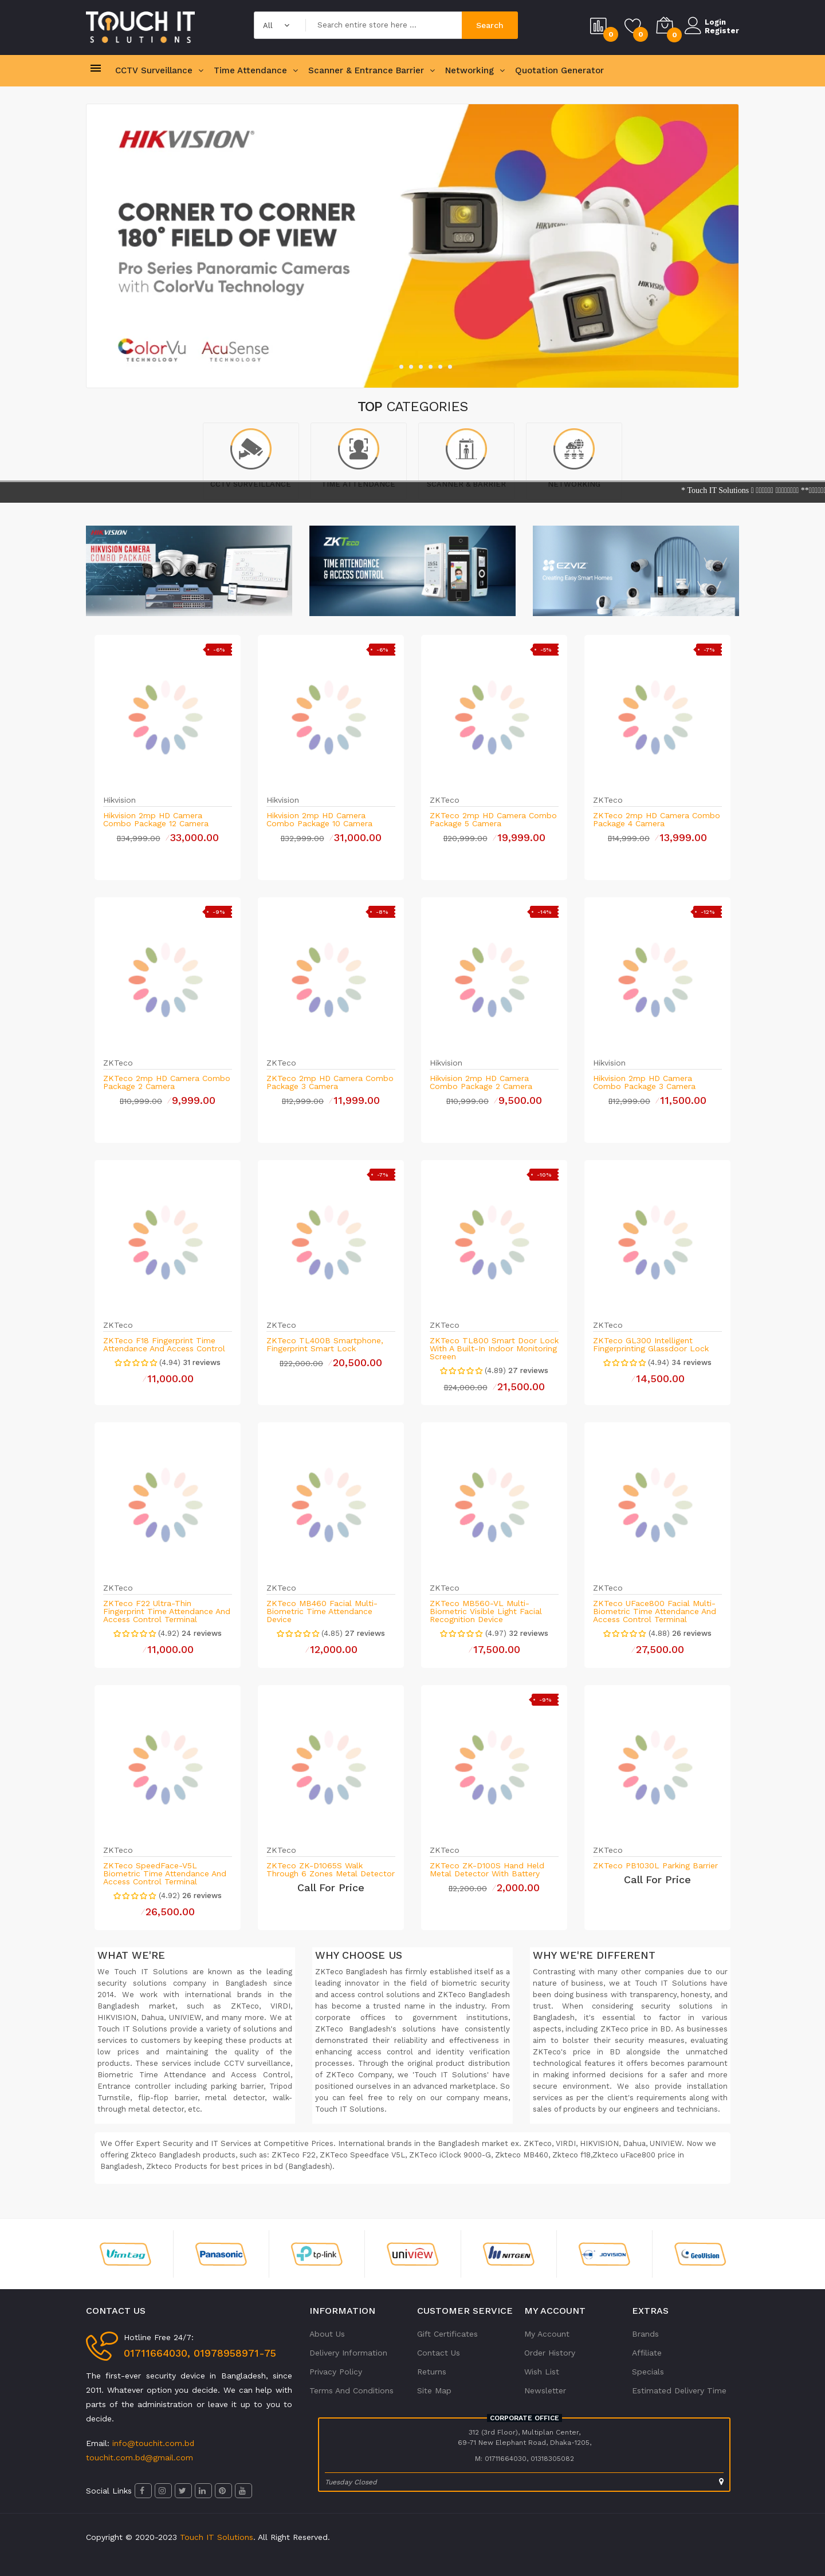 TOUCH IT
SOLUTIONS
All
Search entire store here ...
Search
0
0
0
Login
Register
CCTV Surveillance
Time Attendance
Scanner & Entrance Barrier
Networking
Quotation Generator
HIKVISION
CORNER TO CORNER
180° FIELD OF VIEW
Pro Series Panoramic Cameras
with ColorVu Technology
HIKVISION
ColorVu
TECHNOLOGY
AcuSense
TECHNOLOGY
TOP CATEGORIES
CCTV SURVEILLANCE
TIME ATTENDANCE
SCANNER & BARRIER
NETWORKING
* Touch IT Solutions
HIKVISION
HIKVISION CAMERA
COMBO PACKAGE
ZKTeco
TIME ATTENDANCE
& ACCESS CONTROL
EZVIZ
Creating Easy Smart Homes
-6%
-6%
-5%
-7%
Hikvision
Hikvision
ZKTeco
ZKTeco
Hikvision 2mp HD Camera
Combo Package 12 Camera
Hikvision 2mp HD Camera
Combo Package 10 Camera
ZKTeco 2mp HD Camera Combo
Package 5 Camera
ZKTeco 2mp HD Camera Combo
Package 4 Camera
฿34,999.00 33,000.00
฿32,999.00 31,000.00
฿20,999.00 19,999.00
฿14,999.00 13,999.00
-9%
-8%
-14%
-12%
ZKTeco
ZKTeco
Hikvision
Hikvision
ZKTeco 2mp HD Camera Combo
Package 2 Camera
ZKTeco 2mp HD Camera Combo
Package 3 Camera
Hikvision 2mp HD Camera
Combo Package 2 Camera
Hikvision 2mp HD Camera
Combo Package 3 Camera
฿10,999.00 9,999.00
฿12,999.00 11,999.00
฿10,999.00 9,500.00
฿12,999.00 11,500.00
-7%
-10%
ZKTeco
ZKTeco
ZKTeco
ZKTeco
ZKTeco F18 Fingerprint Time
Attendance And Access Control
(4.94) 31 reviews
11,000.00
ZKTeco TL400B Smartphone,
Fingerprint Smart Lock
฿22,000.00 20,500.00
ZKTeco TL800 Smart Door Lock
With A Built-In Indoor Monitoring
Screen
(4.89) 27 reviews
฿24,000.00 21,500.00
ZKTeco GL300 Intelligent
Fingerprinting Glassdoor Lock
(4.94) 34 reviews
14,500.00
ZKTeco
ZKTeco
ZKTeco
ZKTeco
ZKTeco F22 Ultra-Thin
Fingerprint Time Attendance And
Access Control Terminal
(4.92) 24 reviews
11,000.00
ZKTeco MB460 Facial Multi-
Biometric Time Attendance
Device
(4.85) 27 reviews
12,000.00
ZKTeco MB560-VL Multi-
Biometric Visible Light Facial
Recognition Device
(4.97) 32 reviews
17,500.00
ZKTeco UFace800 Facial Multi-
Biometric Time Attendance And
Access Control Terminal
(4.88) 26 reviews
27,500.00
-9%
ZKTeco
ZKTeco
ZKTeco
ZKTeco
ZKTeco SpeedFace-V5L
Biometric Time Attendance And
Access Control Terminal
(4.92) 26 reviews
26,500.00
ZKTeco ZK-D1065S Walk
Through 6 Zones Metal Detector
Call For Price
ZKTeco ZK-D100S Hand Held
Metal Detector With Battery
฿2,200.00 2,000.00
ZKTeco PB1030L Parking Barrier
Call For Price
WHAT WE'RE
We Touch IT Solutions are known as the leading
security solutions company in Bangladesh since
2014. We work with international brands in the
Bangladesh market, such as ZKTeco, VIRDI,
HIKVISION, Dahua, UNIVIEW, and many more. We at
Touch IT Solutions provide a variety of solutions and
services to customers by keeping these products at
low prices and maintaining the quality of the
products. These services include CCTV surveillance,
Biometric Time Attendance and Access Control,
Entrance controller including parking barrier, Tripod
Turnstile, flip-flop barrier, metal detector, walk-
through metal detector, etc.
WHY CHOOSE US
ZKTeco Bangladesh has firmly established itself as a
leading innovator in the field of biometric security
and access control solutions and ZKTeco Bangladesh
has become a trusted name in the industry. From
corporate offices to government institutions,
ZKTeco Bangladesh's solutions have consistently
demonstrated their reliability and effectiveness in
enhancing access control and identity verification
processes. Through the original product distribution
of ZKTeco Company, we 'Touch IT Solutions' have
positioned ourselves in an advanced marketplace. So
you can feel free to rely on our company means,
Touch IT Solutions.
WHY WE'RE DIFFERENT
Contrasting with many other companies due to our
nature of business, we at Touch IT Solutions have
been doing business with transparency, honesty, and
trust. When considering security solutions in
Bangladesh, it's essential to factor in various
aspects, including ZKTeco price in BD. As businesses
aim to bolster their security measures, evaluating
ZKTeco's price in BD alongside the unmatched
technological features it offers becomes paramount
in making informed decisions for a safer and more
secure environment. We also provide installation
services as per the client's requirements along with
sales of products by our engineers and technicians.
We Offer Expert Security and IT Services at Competitive Prices. International brands in the Bangladesh market ex. ZKTeco, VIRDI, HIKVISION, Dahua, UNIVIEW. Now we
offering Zkteco Bangladesh products, such as: ZKTeco F22, ZKTeco Speedface V5L, ZKTeco iClock 9000-G, Zkteco MB460, Zkteco f18,Zkteco uFace800 price in
Bangladesh, Zkteco Products for best prices in bd (Bangladesh).
Vimtag
Panasonic
tp-link
uniview
NITGEN
JOVISION
GeoVision
CONTACT US
Hotline Free 24/7:
01711664030, 01978958971-75
The first-ever security device in Bangladesh, since
2011. Whatever option you decide. We can help with all
parts of the administration or leave it up to you to
decide.
Email: info@touchit.com.bd
touchit.com.bd@gmail.com
Social Links
INFORMATION
About Us
Delivery Information
Privacy Policy
Terms And Conditions
CUSTOMER SERVICE
Gift Certificates
Contact Us
Returns
Site Map
MY ACCOUNT
My Account
Order History
Wish List
Newsletter
EXTRAS
Brands
Affiliate
Specials
Estimated Delivery Time
CORPORATE OFFICE
312 (3rd Floor), Multiplan Center,
69-71 New Elephant Road, Dhaka-1205,
M: 01711664030, 01318305082
Tuesday Closed
Copyright © 2020-2023 Touch IT Solutions. All Right Reserved.